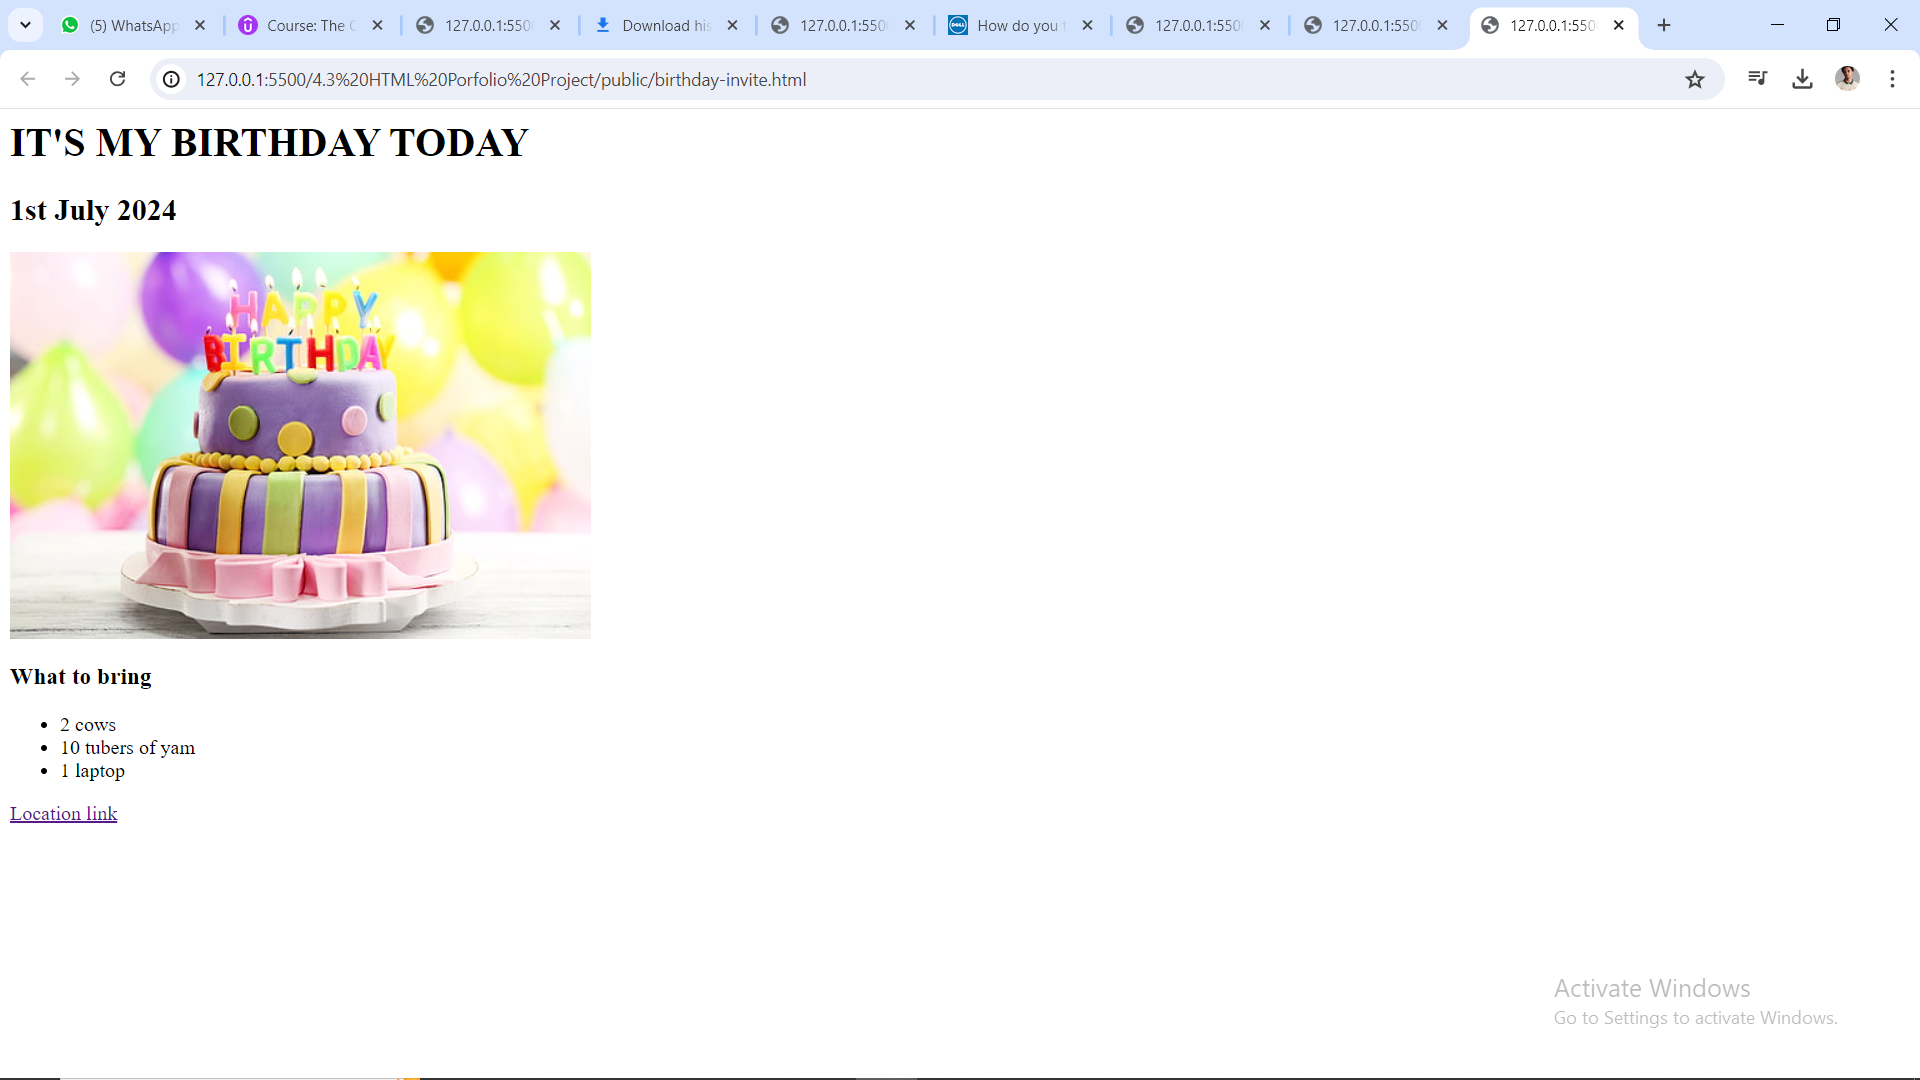 (5) WhatsApp
Course: The C
127.0.0.1:550
Download his
127.0.0.1:550
How do you t
127.0.0.1:550
127.0.0.1:550
127.0.0.1:550
127.0.0.1:5500/4.3%20HTML%20Porfolio%20Project/public/birthday-invite.html
IT'S MY BIRTHDAY TODAY
1st July 2024
HAPPY
BIRTHDAY
What to bring
• 2 cows
• 10 tubers of yam
• 1 laptop
Location link
Activate Windows
Go to Settings to activate Windows.